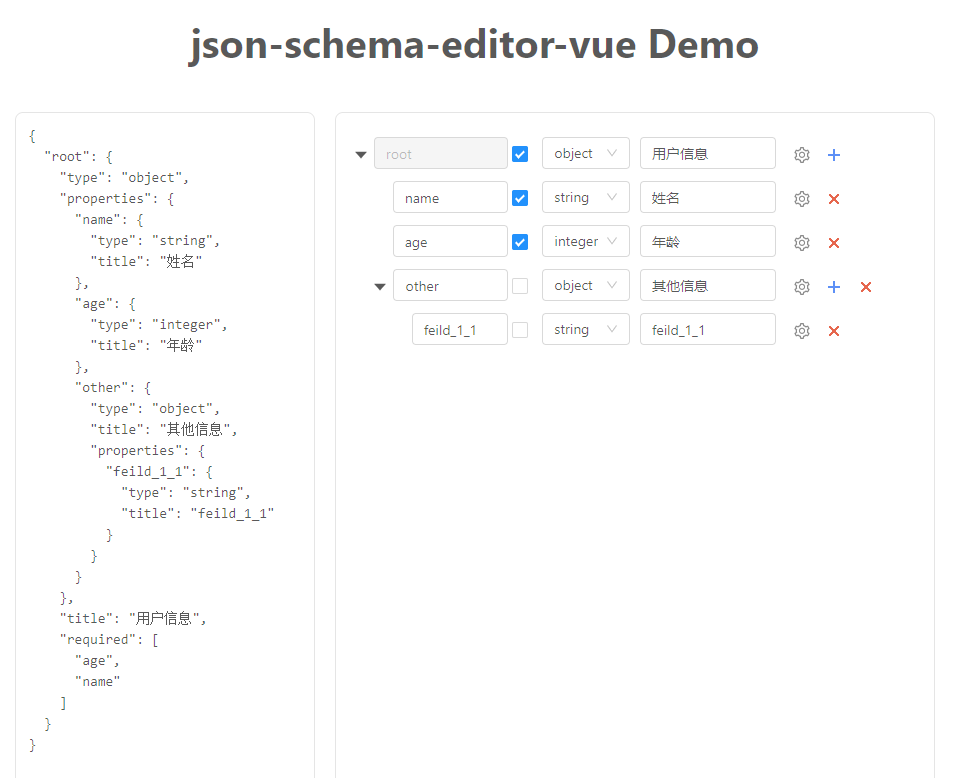 json-schema-editor-vue Demo
{
"root": {
"type": "object",
"properties": {
"name": {
"type": "string",
"title": "姓名"
},
"age": {
"type": "integer",
"title": "年龄"
},
"other": {
"type": "object",
"title": "其他信息",
"properties": {
"feild_1_1": {
"type": "string",
"title": "feild_1_1"
}
}
}
},
"title": "用户信息",
"required": [
"age",
"name"
]
}
}
root object 用户信息
name string 姓名
age integer 年龄
other object 其他信息
feild_1_1 string feild_1_1